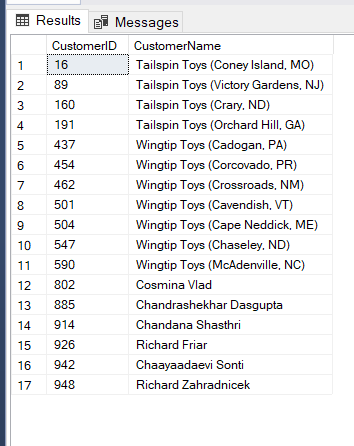 Results Messages
CustomerID CustomerName
1 16 Tailspin Toys (Coney Island, MO)
2 89 Tailspin Toys (Victory Gardens, NJ)
3 160 Tailspin Toys (Crary, ND)
4 191 Tailspin Toys (Orchard Hill, GA)
5 437 Wingtip Toys (Cadogan, PA)
6 454 Wingtip Toys (Corcovado, PR)
7 462 Wingtip Toys (Crossroads, NM)
8 501 Wingtip Toys (Cavendish, VT)
9 504 Wingtip Toys (Cape Neddick, ME)
10 547 Wingtip Toys (Chaseley, ND)
11 590 Wingtip Toys (McAdenville, NC)
12 802 Cosmina Vlad
13 885 Chandrashekhar Dasgupta
14 914 Chandana Shasthri
15 926 Richard Friar
16 942 Chaayaadaevi Sonti
17 948 Richard Zahradnicek